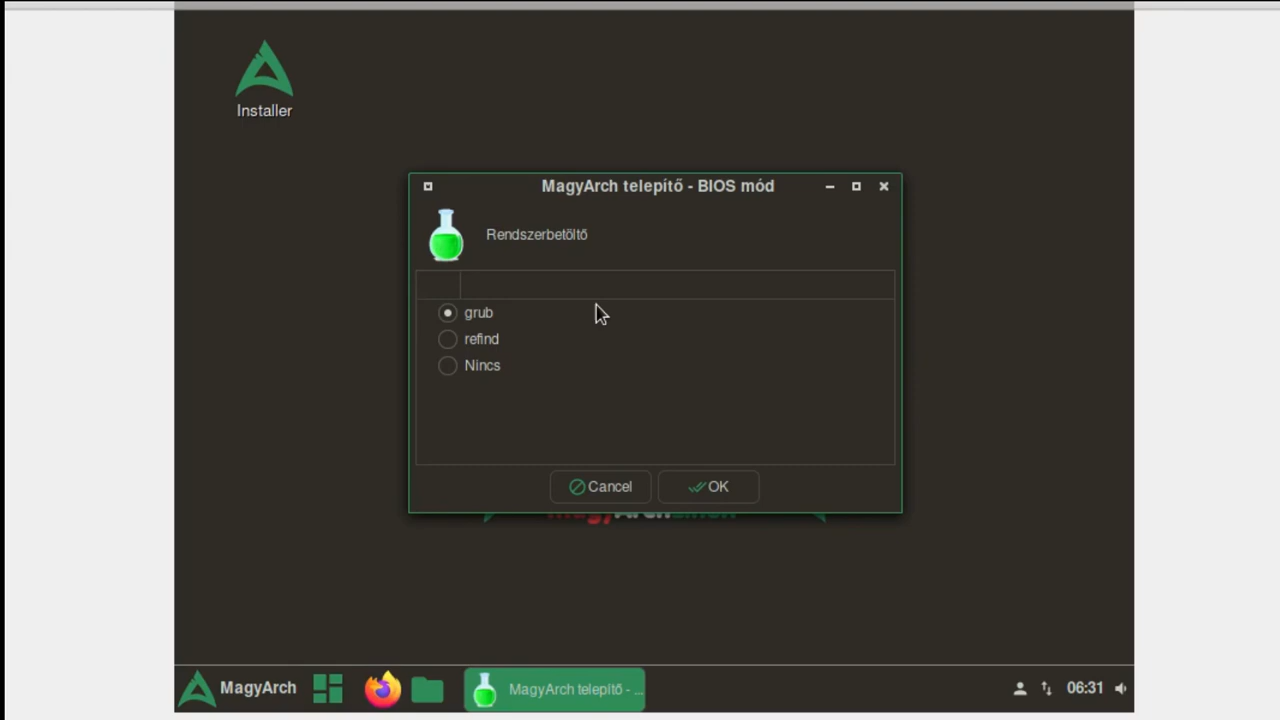 Installer
MagyArch telepítő - BIOS mód
Rendszerbetöltő
grub
refind
Nincs
Cancel
OK
MagyArch
MagyArch telepítő - ...
06:31